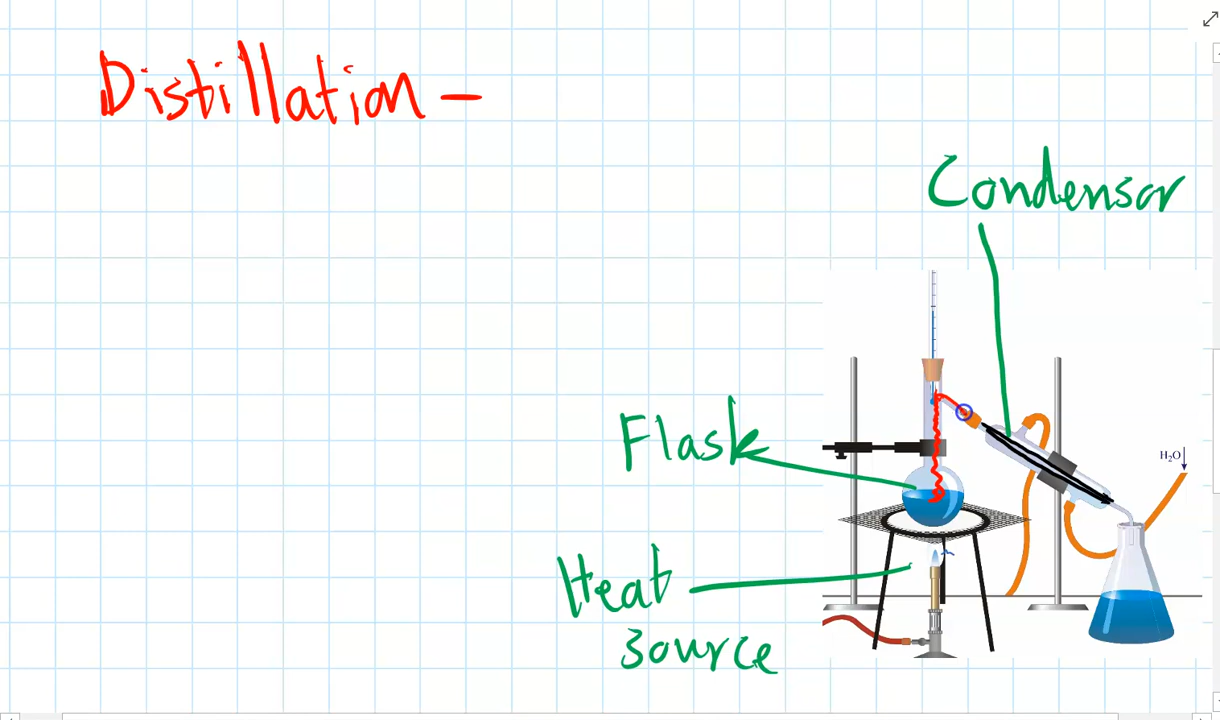 Distillation -
Condensor
Flask
H₂O
Heat
source